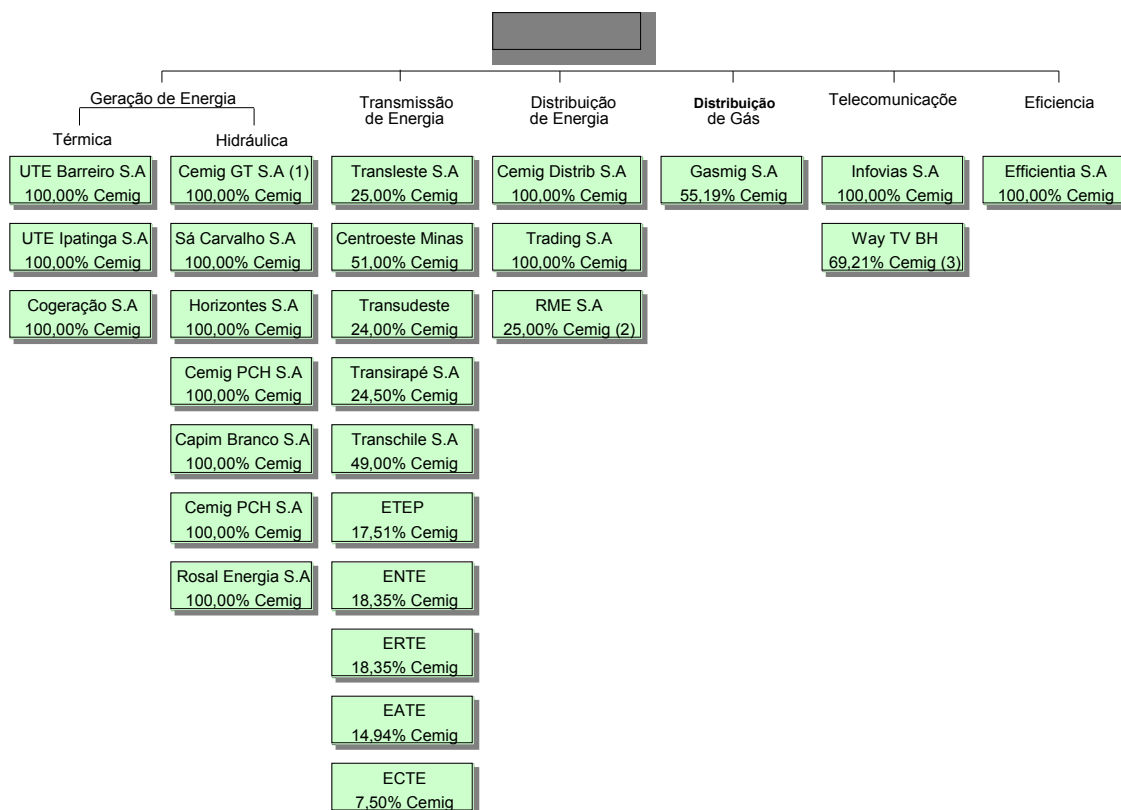 Geração de Energia
Térmica
UTE Barreiro S.A
100,00% Cemig
UTE Ipatinga S.A
100,00% Cemig
Cogeração S.A
100,00% Cemig
Hidráulica
Cemig GT S.A (1)
100,00% Cemig
Sá Carvalho S.A
100,00% Cemig
Horizontes S.A
100,00% Cemig
Cemig PCH S.A
100,00% Cemig
Capim Branco S.A
100,00% Cemig
Cemig PCH S.A
100,00% Cemig
Rosal Energia S.A
100,00% Cemig
Transmissão
de Energia
Transleste S.A
25,00% Cemig
Centroeste Minas
51,00% Cemig
Transudeste
24,00% Cemig
Transirapé S.A
24,50% Cemig
Transchile S.A
49,00% Cemig
ETEP
17,51% Cemig
ENTE
18,35% Cemig
ERTE
18,35% Cemig
EATE
14,94% Cemig
ECTE
7,50% Cemig
Distribuição
de Energia
Cemig Distrib S.A
100,00% Cemig
Trading S.A
100,00% Cemig
RME S.A
25,00% Cemig (2)
Distribuição
de Gás
Gasmig S.A
55,19% Cemig
Telecomunicaçõe
Infovias S.A
100,00% Cemig
Way TV BH
69,21% Cemig (3)
Eficiencia
Efficientia S.A
100,00% Cemig